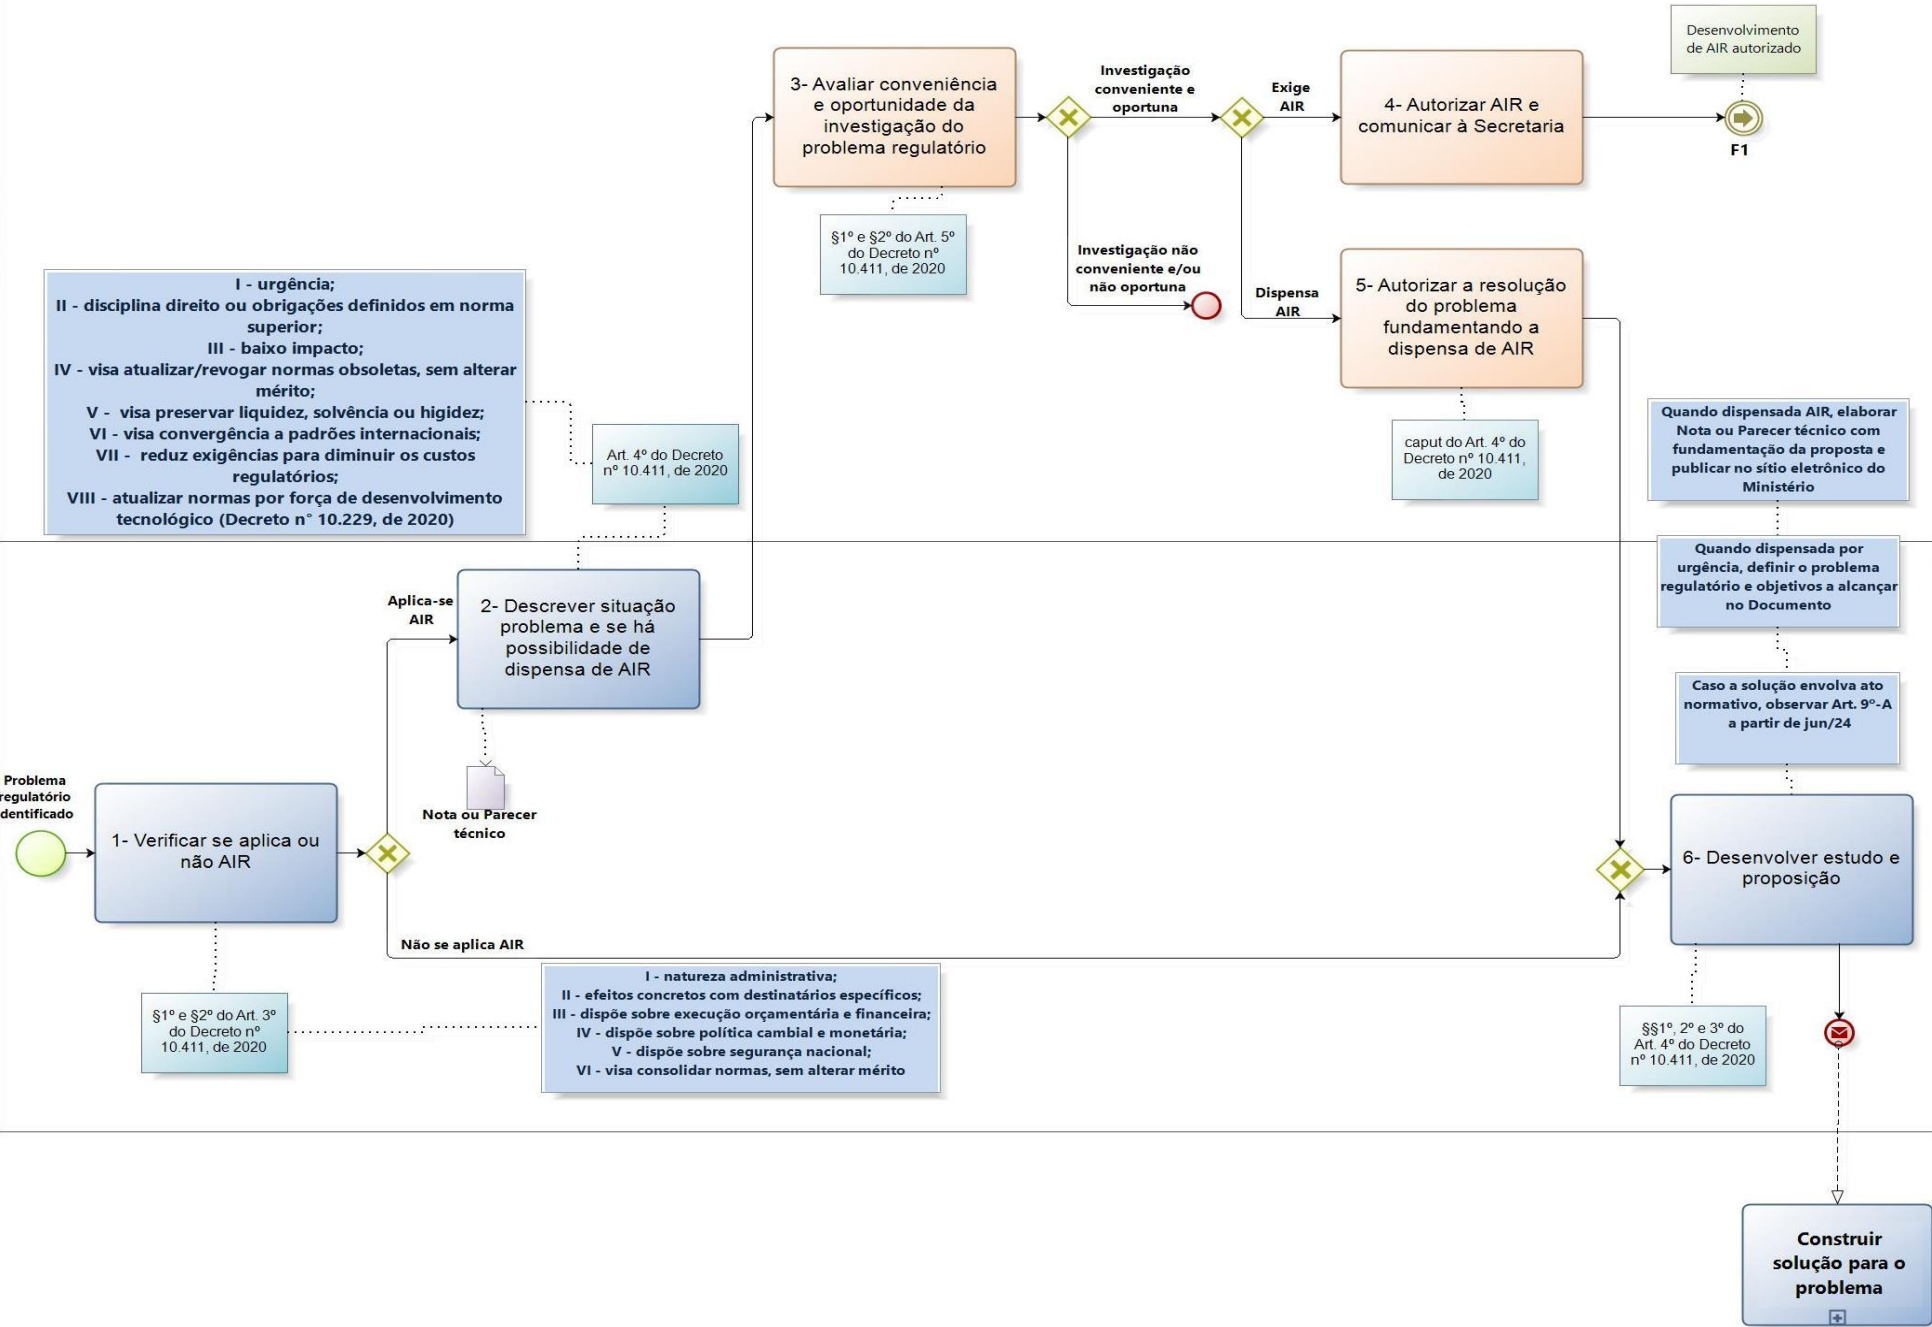 Desenvolvimento
de AIR autorizado
3- Avaliar conveniência
e oportunidade da
investigação do
problema regulatório
Investigação
conveniente e
oportuna
Exige
AIR
4- Autorizar AIR e
comunicar à Secretaria
F1
§1º e §2º do Art. 5º
do Decreto nº
10.411, de 2020
Investigação não
conveniente e/ou
não oportuna
Dispensa
AIR
5- Autorizar a resolução
do problema
fundamentando a
dispensa de AIR
I - urgência;
II - disciplina direito ou obrigações definidos em norma
superior;
III - baixo impacto;
IV - visa atualizar/revogar normas obsoletas, sem alterar
mérito;
V -  visa preservar liquidez, solvência ou higidez;
VI - visa convergência a padrões internacionais;
VII -  reduz exigências para diminuir os custos
regulatórios;
VIII - atualizar normas por força de desenvolvimento
tecnológico (Decreto n° 10.229, de 2020)
Art. 4º do Decreto
nº 10.411, de 2020
caput do Art. 4º do
Decreto nº 10.411,
de 2020
Quando dispensada AIR, elaborar
Nota ou Parecer técnico com
fundamentação da proposta e
publicar no sítio eletrônico do
Ministério
Quando dispensada por
urgência, definir o problema
regulatório e objetivos a alcançar
no Documento
Caso a solução envolva ato
normativo, observar Art. 9º-A
a partir de jun/24
Aplica-se
AIR
2- Descrever situação
problema e se há
possibilidade de
dispensa de AIR
Nota ou Parecer
técnico
Problema
regulatório
dentificado
1- Verificar se aplica ou
não AIR
6- Desenvolver estudo e
proposição
Não se aplica AIR
§1º e §2º do Art. 3º
do Decreto nº
10.411, de 2020
I - natureza administrativa;
II - efeitos concretos com destinatários específicos;
III - dispõe sobre execução orçamentária e financeira;
IV - dispõe sobre política cambial e monetária;
V - dispõe sobre segurança nacional;
VI - visa consolidar normas, sem alterar mérito
§§1º, 2º e 3º do
Art. 4º do Decreto
nº 10.411, de 2020
Construir
solução para o
problema